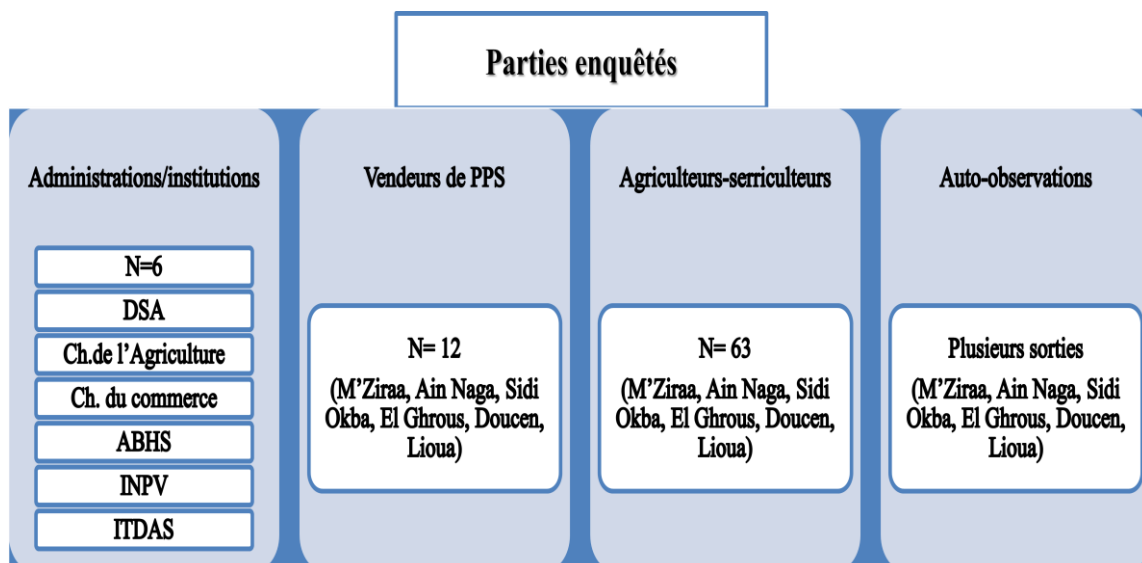 Parties enquêtés
Administrations/institutions
N=6
DSA
Ch.de l’Agriculture
Ch. du commerce
ABHS
INPV
ITDAS
Vendeurs de PPS
N= 12
(M’Ziraa, Ain Naga, Sidi
Okba, El Ghrous, Doucen,
Lioua)
Agriculteurs-serriculteurs
N= 63
(M’Ziraa, Ain Naga, Sidi
Okba, El Ghrous, Doucen,
Lioua)
Auto-observations
Plusieurs sorties
(M’Ziraa, Ain Naga, Sidi
Okba, El Ghrous, Doucen,
Lioua)